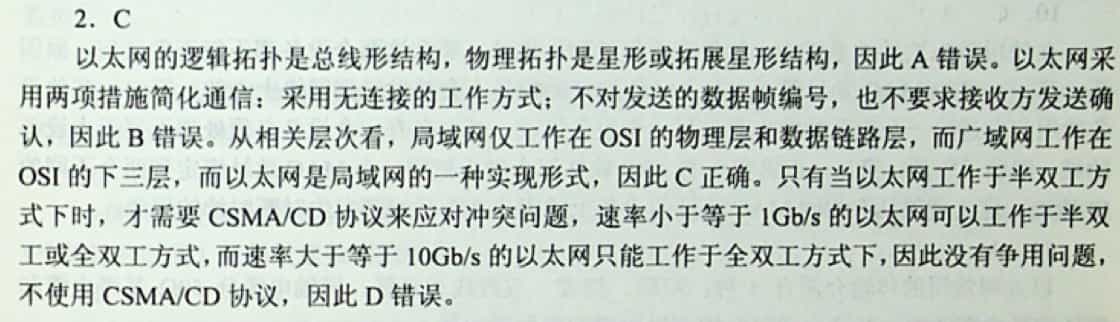 2. C
以太网的逻辑拓扑是总线形结构，物理拓扑是星形或拓展星形结构，因此 A 错误。以太网采
用两项措施简化通信：采用无连接的工作方式；不对发送的数据帧编号，也不要求接收方发送确
认，因此 B 错误。从相关层次看，局域网仅工作在 OSI 的物理层和数据链路层，而广域网工作在
OSI 的下三层，而以太网是局域网的一种实现形式，因此 C 正确。只有当以太网工作于半双工方
式下时，才需要 CSMA/CD 协议来应对冲突问题，速率小于等于 1Gb/s 的以太网可以工作于半双
工或全双工方式，而速率大于等于 10Gb/s 的以太网只能工作于全双工方式下，因此没有争用问题，
不使用 CSMA/CD 协议，因此 D 错误。